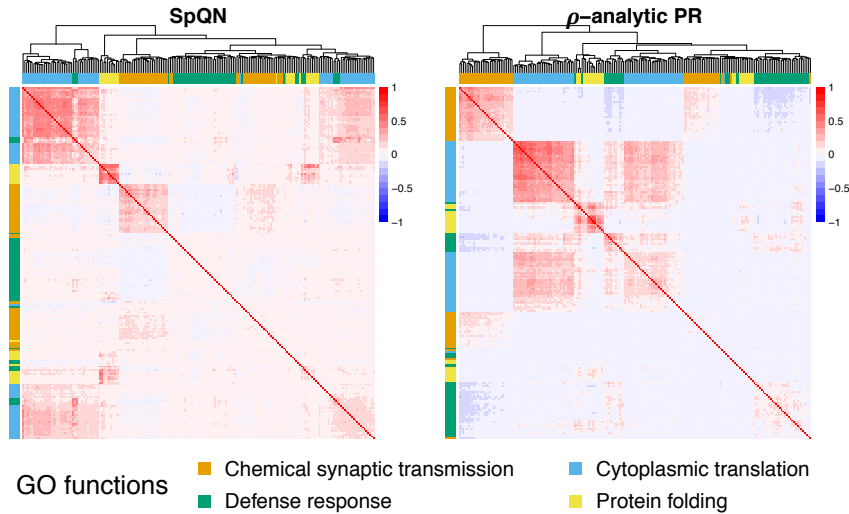 SpQN
ρ-analytic PR
1
0.5
0
−0.5
−1
1
0.5
0
−0.5
−1
GO functions
Chemical synaptic transmission
Cytoplasmic translation
Defense response
Protein folding